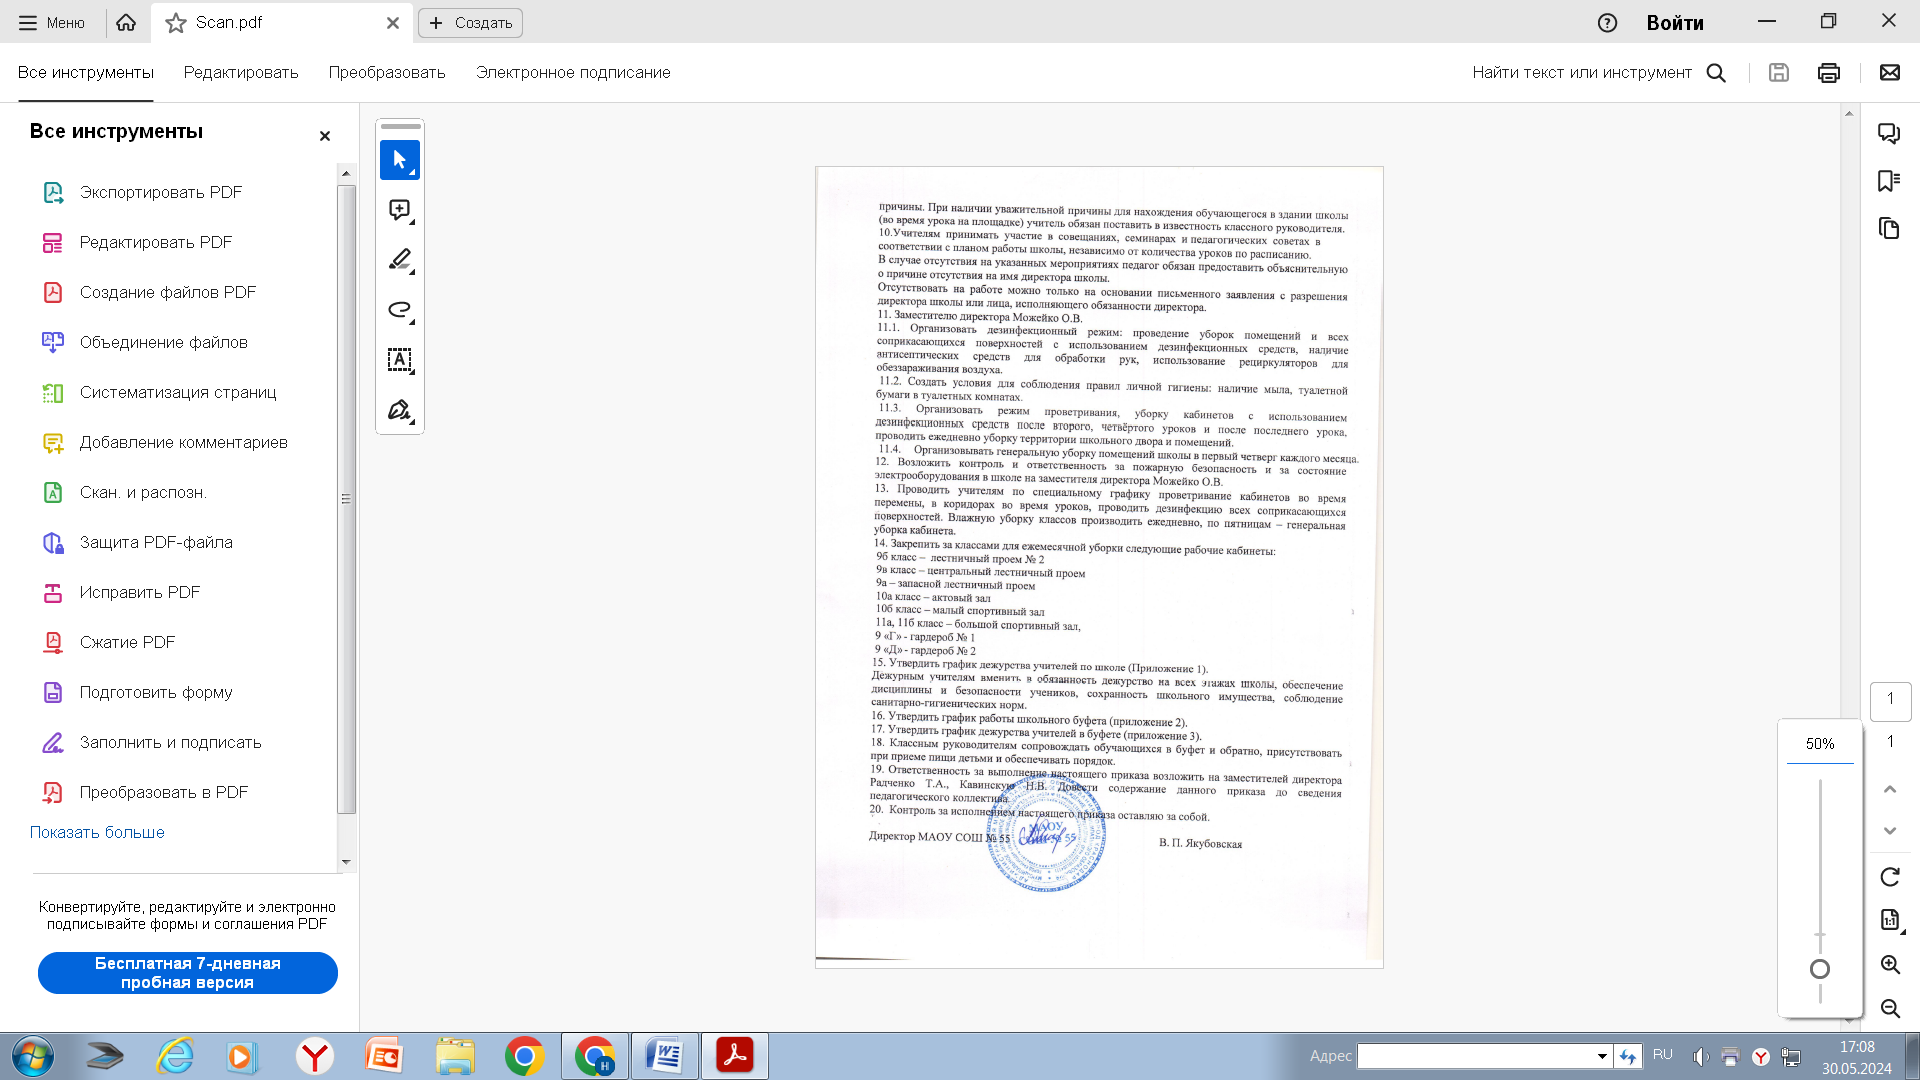 Меню
Scan.pdf
Создать
Войти
Все инструменты
Редактировать
Преобразовать
Электронное подписание
Найти текст или инструмент
Все инструменты
Экспортировать PDF
Редактировать PDF
Создание файлов PDF
Объединение файлов
Систематизация страниц
Добавление комментариев
Скан. и распозн.
Защита PDF-файла
Исправить PDF
Сжатие PDF
Подготовить форму
Заполнить и подписать
Преобразовать в PDF
Показать больше
Конвертируйте, редактируйте и электронно
подписывайте формы и соглашения PDF
Бесплатная 7-дневная
пробная версия
причины. При наличии уважительной причины для нахождения обучающегося в здании школы
(во время урока на площадке) учитель обязан поставить в известность классного руководителя.
10.Учителям принимать участие в совещаниях, семинарах и педагогических советах в
соответствии с планом работы школы, независимо от количества уроков по расписанию.
В случае отсутствия на указанных мероприятиях педагог обязан предоставить объяснительную
о причине отсутствия на имя директора школы.
Отсутствовать на работе можно только на основании письменного заявления с разрешения
директора школы или лица, исполняющего обязанности директора.
11. Заместителю директора Можейко О.В.
11.1. Организовать дезинфекционный режим: проведение уборок помещений и всех
соприкасающихся поверхностей с использованием дезинфекционных средств, наличие
антисептических средств для обработки рук, использование рециркуляторов для
обеззараживания воздуха.
11.2. Создать условия для соблюдения правил личной гигиены: наличие мыла, туалетной
бумаги в туалетных комнатах.
11.3. Организовать режим проветривания, уборку кабинетов с использованием
дезинфекционных средств после второго, четвёртого уроков и после последнего урока,
проводить ежедневно уборку территории школьного двора и помещений.
11.4. Организовывать генеральную уборку помещений школы в первый четверг каждого месяца.
12. Возложить контроль и ответственность за пожарную безопасность и за состояние
электрооборудования в школе на заместителя директора Можейко О.В.
13. Проводить учителям по специальному графику проветривание кабинетов во время
перемены, в коридорах во время уроков, проводить дезинфекцию всех соприкасающихся
поверхностей. Влажную уборку классов производить ежедневно, по пятницам – генеральная
уборка кабинета.
14. Закрепить за классами для ежемесячной уборки следующие рабочие кабинеты:
9б класс – лестничный проем № 2
9в класс – центральный лестничный проем
9а – запасной лестничный проем
10а класс – актовый зал
10б класс – малый спортивный зал
11а, 11б класс – большой спортивный зал,
9 «Г» - гардероб № 1
9 «Д» - гардероб № 2
15. Утвердить график дежурства учителей по школе (Приложение 1).
Дежурным учителям вменить в обязанность дежурство на всех этажах школы, обеспечение
дисциплины и безопасности учеников, сохранность школьного имущества, соблюдение
санитарно-гигиенических норм.
16. Утвердить график работы школьного буфета (приложение 2).
17. Утвердить график дежурства учителей в буфете (приложение 3).
18. Классным руководителям сопровождать обучающихся в буфет и обратно, присутствовать
при приеме пищи детьми и обеспечивать порядок.
19. Ответственность за выполнение настоящего приказа возложить на заместителей директора
Радченко Т.А., Кавинскую Н.В. Довести содержание данного приказа до сведения
педагогического коллектива.
20. Контроль за исполнением настоящего приказа оставляю за собой.
Директор МАОУ СОШ № 55
В. П. Якубовская
МАОУ
55
1
1
50%
Адрес
RU
17:08
30.05.2024